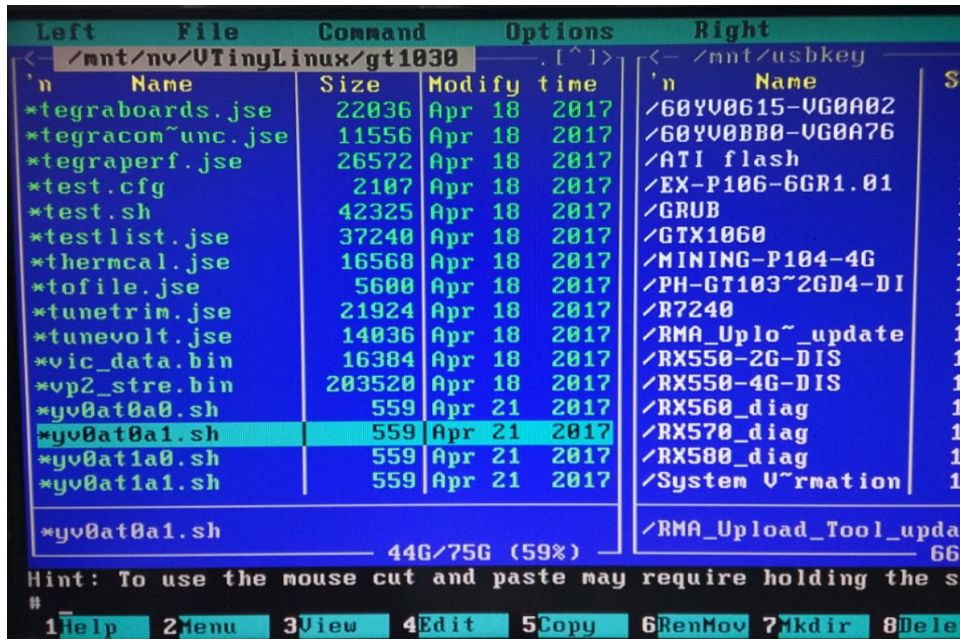 Left File Command Options Right
<- /mnt/nv/VTinyLinux/gt1030 .[^]> <- /mnt/usbkey
'n Name Size Modify time 'n Name S
*tegraboards.jse 22036 Apr 18 2017 /60YV0615-VG0A02
*tegracom~unc.jse 11556 Apr 18 2017 /60YV0BB0-VG0A76
*tegraperf.jse 26572 Apr 18 2017 /ATI flash
*test.cfg 2107 Apr 18 2017 /EX-P106-6GR1.01
*test.sh 42325 Apr 18 2017 /GRUB
*testlist.jse 37240 Apr 18 2017 /GTX1060
*thermcal.jse 16568 Apr 18 2017 /MINING-P104-4G
*tofile.jse 5600 Apr 18 2017 /PH-GT103~2GD4-DI
*tunetrim.jse 21924 Apr 18 2017 /R7240
*tunevolt.jse 14036 Apr 18 2017 /RMA_Uplo~_update
*vic_data.bin 16384 Apr 18 2017 /RX550-2G-DIS
*vp2_stre.bin 203520 Apr 18 2017 /RX550-4G-DIS
*yv0at0a0.sh 559 Apr 21 2017 /RX560_diag
*yv0at0a1.sh 559 Apr 21 2017 /RX570_diag
*yv0at1a0.sh 559 Apr 21 2017 /RX580_diag
*yv0at1a1.sh 559 Apr 21 2017 /System V~rmation
*yv0at0a1.sh /RMA_Upload_Tool_upda
44G/75G (59%) 66
Hint: To use the mouse cut and paste may require holding the s
# _
1Help 2Menu 3View 4Edit 5Copy 6RenMov 7Mkdir 8Dele